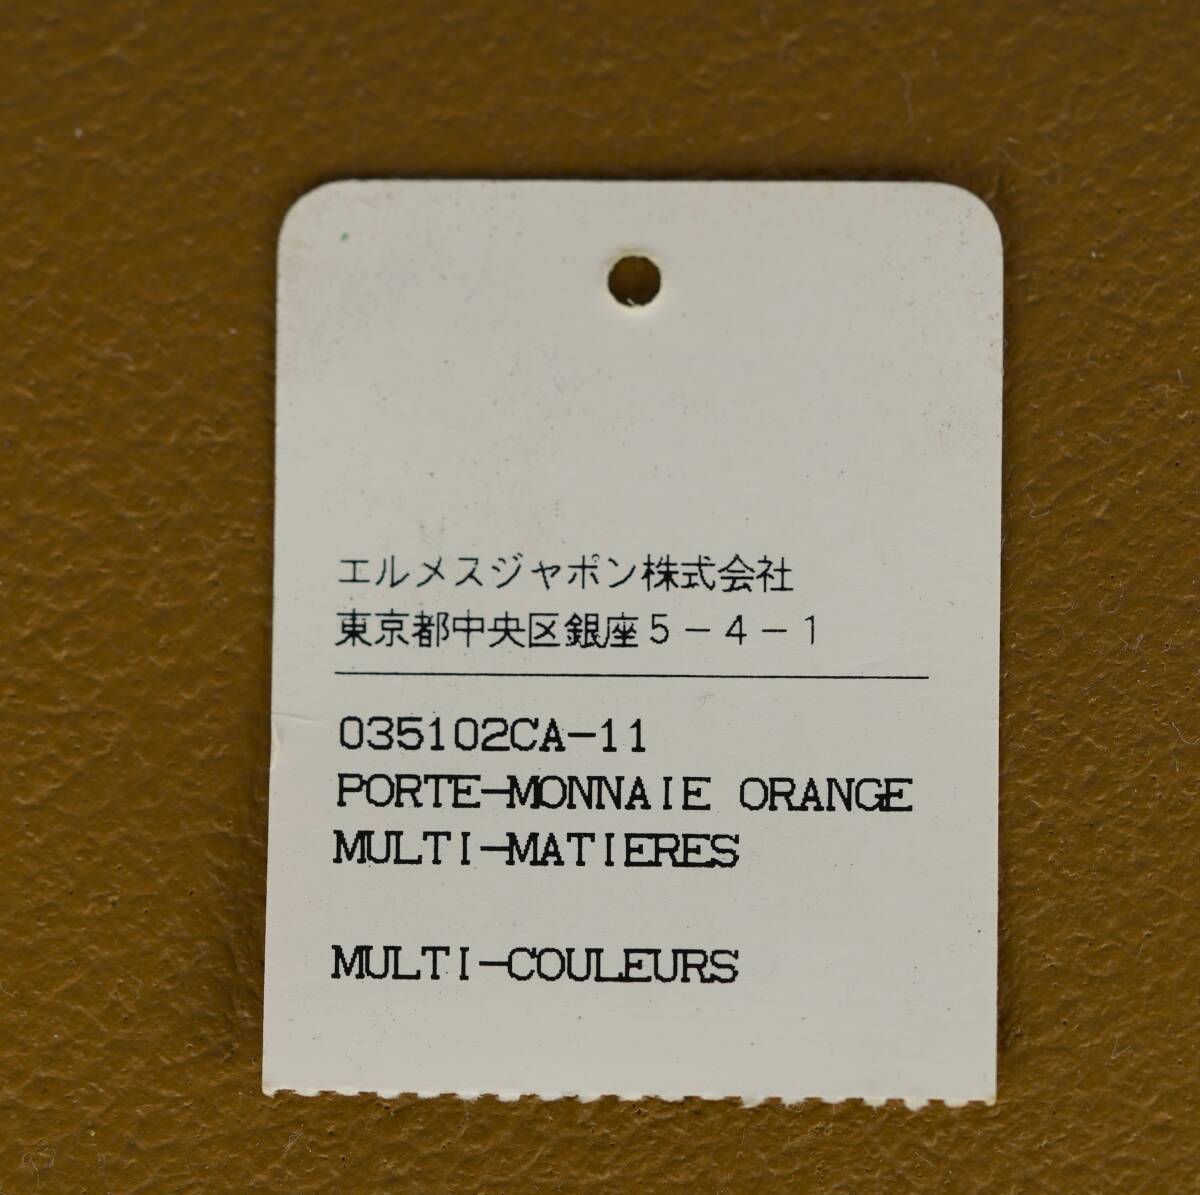 エルメスジャポン株式会社
東京都中央区銀座5－4－1
035102CA-11
PORTE-MONNAIE ORANGE
MULTI-MATIERES
MULTI-COULEURS